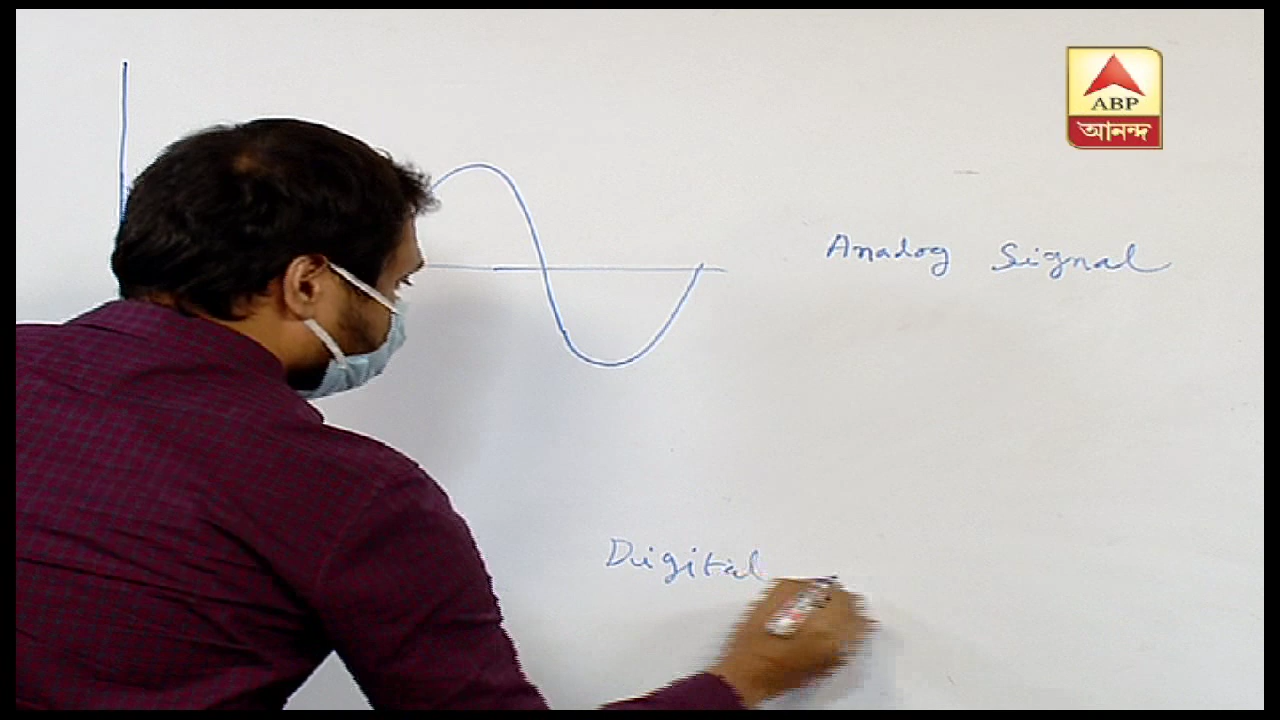 ABP
আনন্দ
Analog Signal
Digital